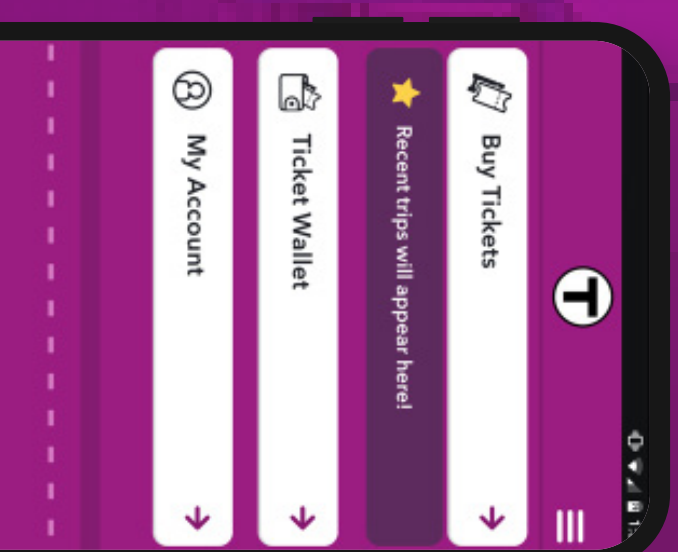 T
Buy Tickets
Recent trips will appear here!
Ticket Wallet
My Account